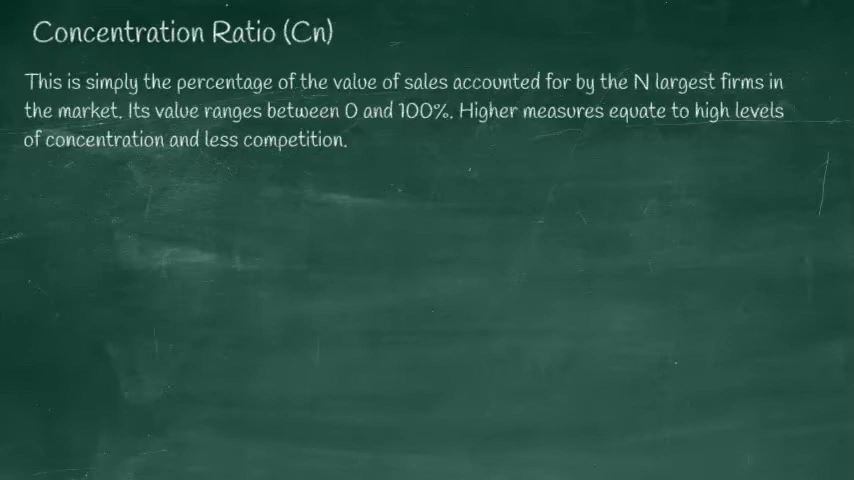 Concentration Ratio (Cn)
This is simply the percentage of the value of sales accounted for by the N largest firms in
the market. Its value ranges between 0 and 100%. Higher measures equate to high levels
of concentration and less competition.